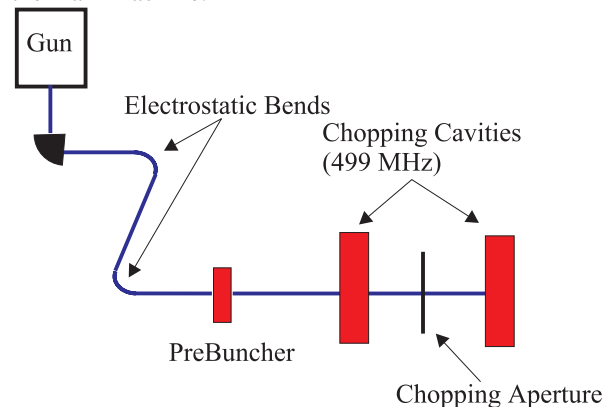 Gun
Electrostatic Bends
Chopping Cavities
(499 MHz)
PreBuncher
Chopping Aperture